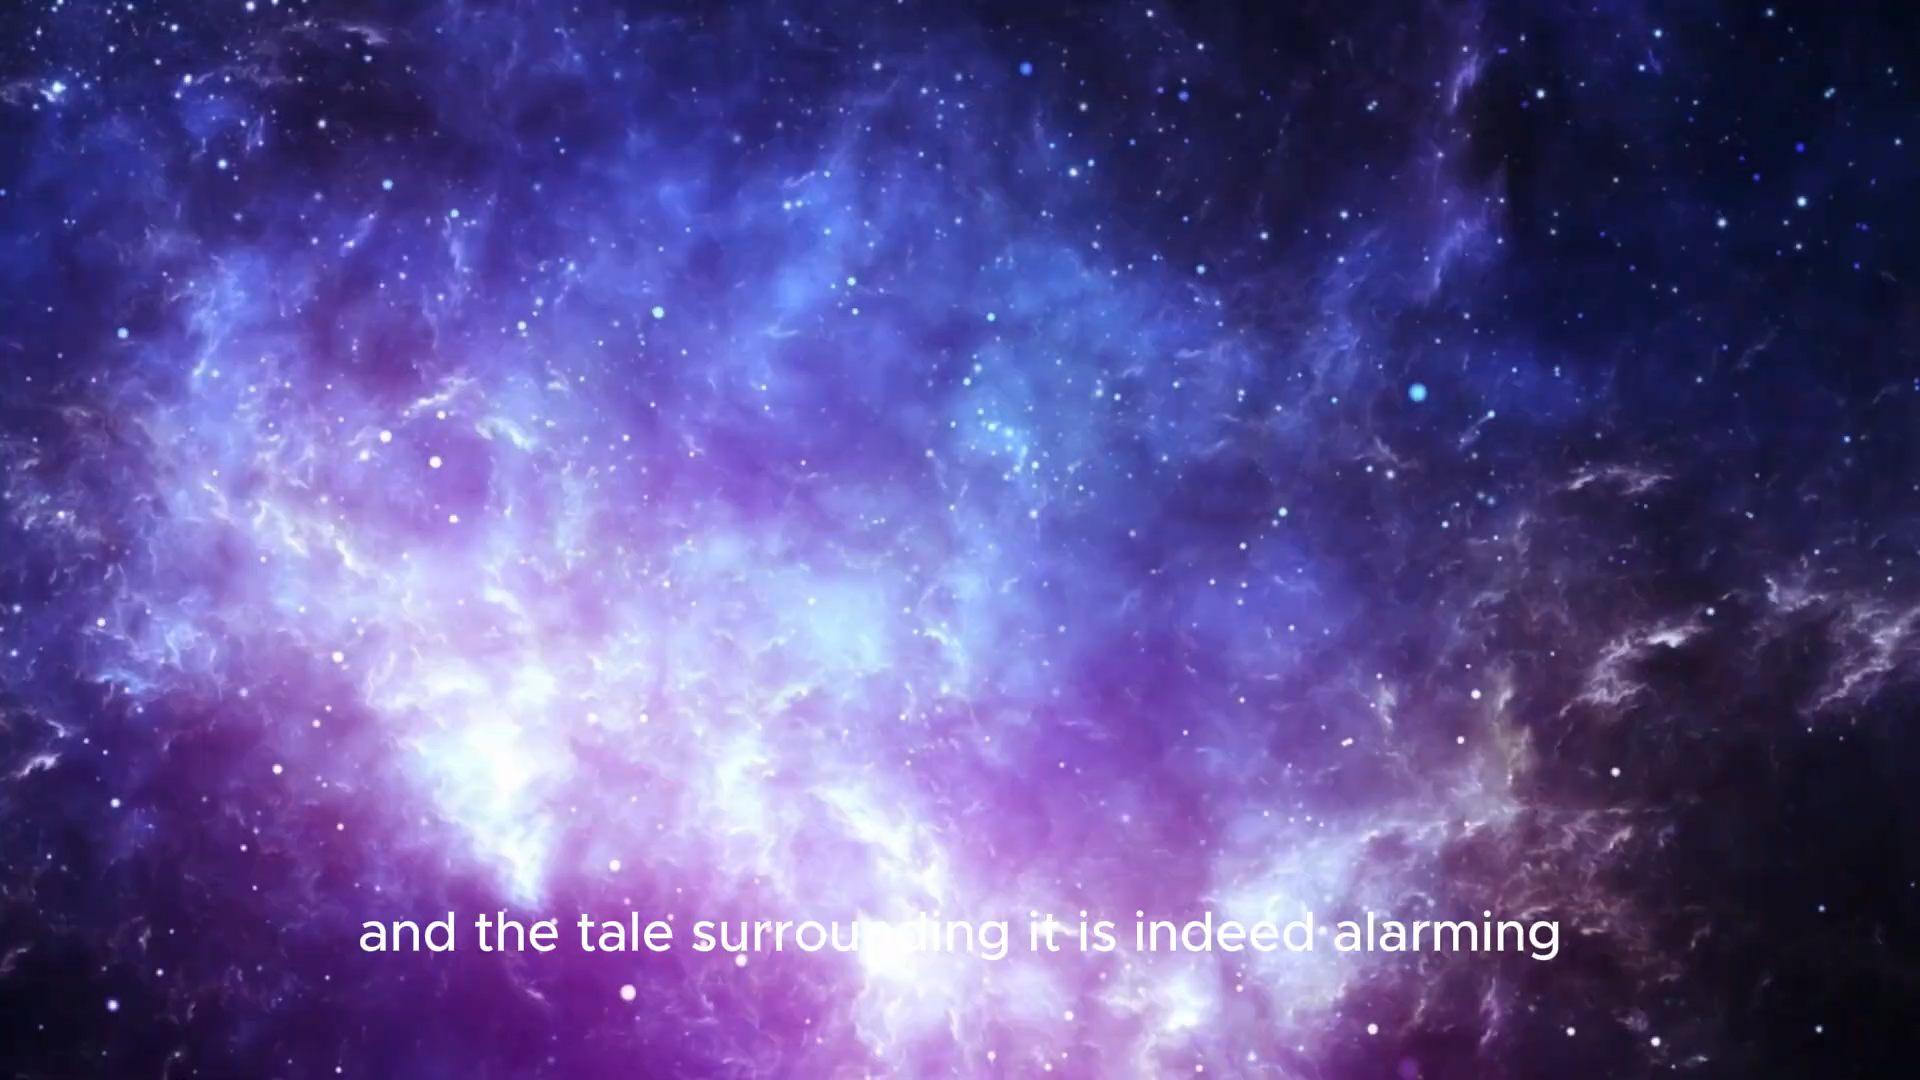 and the tale surrounding it is indeed alarming